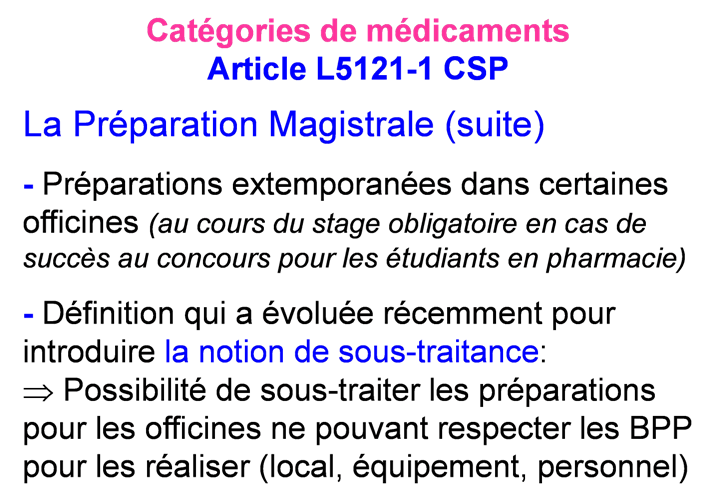 Catégories de médicaments
Article L5121-1 CSP
La Préparation Magistrale (suite)
- Préparations extemporanées dans certaines
officines (au cours du stage obligatoire en cas de
succès au concours pour les étudiants en pharmacie)
- Définition qui a évoluée récemment pour
introduire la notion de sous-traitance:
⇒ Possibilité de sous-traiter les préparations
pour les officines ne pouvant respecter les BPP
pour les réaliser (local, équipement, personnel)